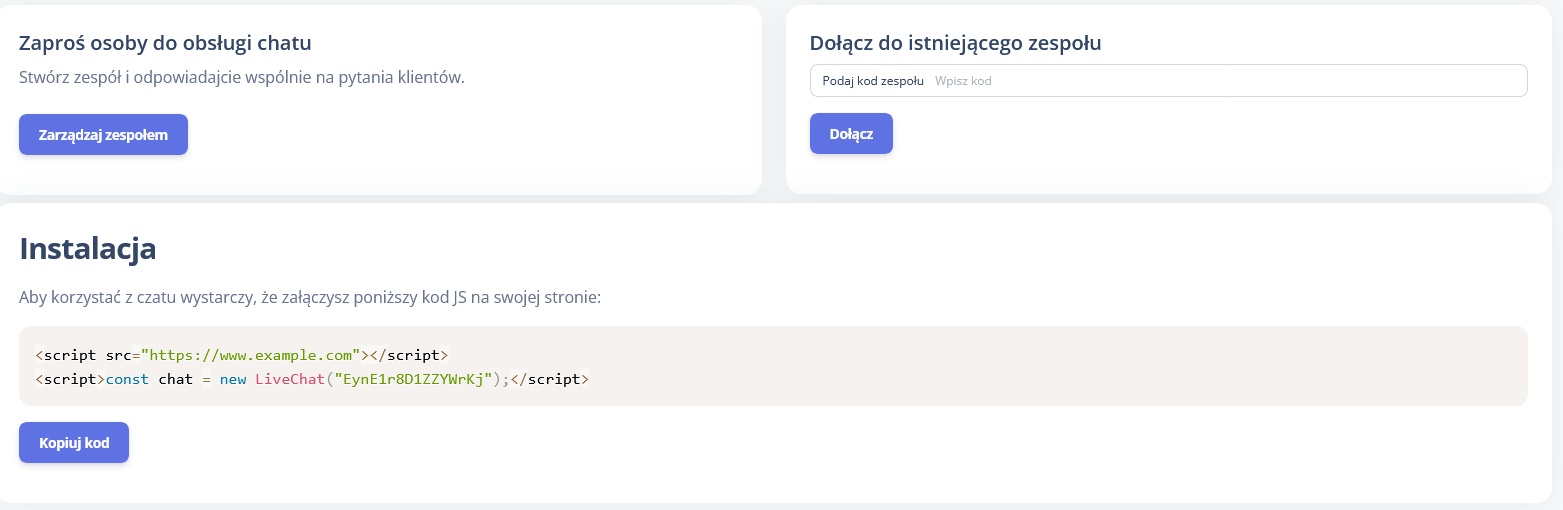 Zaproś osoby do obsługi chatu
Stwórz zespół i odpowiadajcie wspólnie na pytania klientów.
Zarządzaj zespołem
Dołącz do istniejącego zespołu
Podaj kod zespołu Wpisz kod
Dołącz
Instalacja
Aby korzystać z czatu wystarczy, że załączysz poniższy kod JS na swojej stronie:
<script src="https://www.example.com"></script>
<script>const chat = new LiveChat("EynE1r8D1ZZYWrKj");</script>
Kopiuj kod